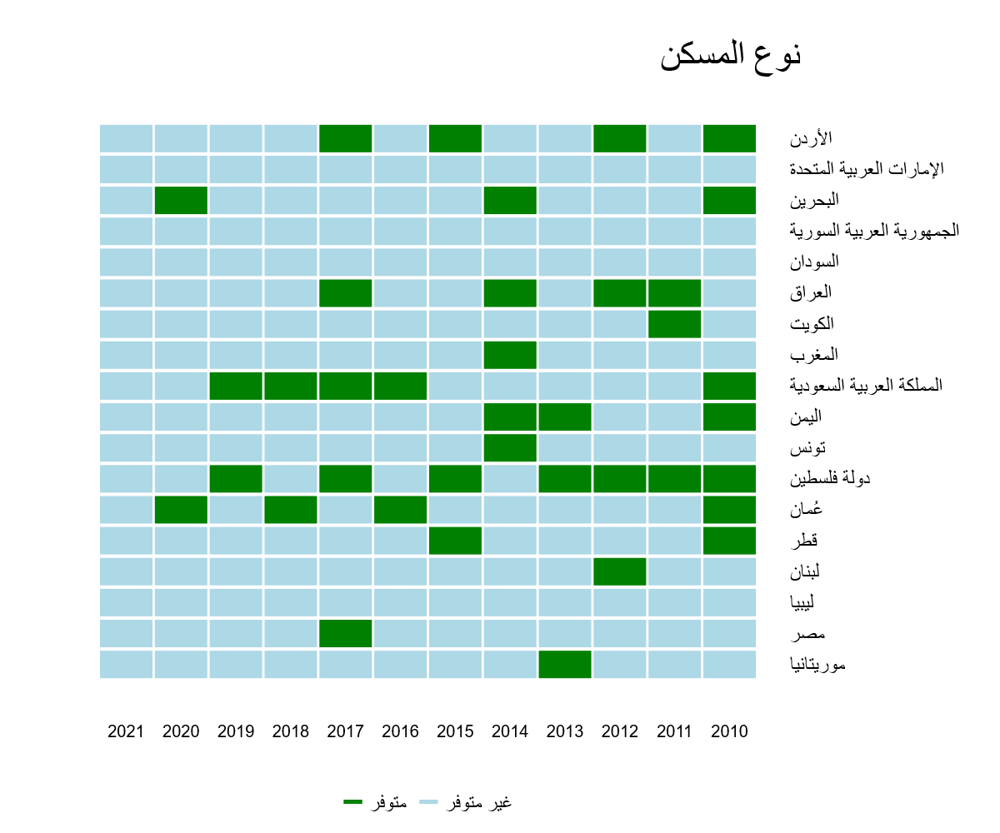 نوع المسكن
الأردن
الإمارات العربية المتحدة
البحرين
الجمهورية العربية السورية
السودان
العراق
الكويت
المغرب
المملكة العربية السعودية
اليمن
تونس
دولة فلسطين
عُمان
قطر
لبنان
ليبيا
مصر
موريتانيا
2021 2020 2019 2018 2017 2016 2015 2014 2013 2012 2011 2010
متوفر غير متوفر